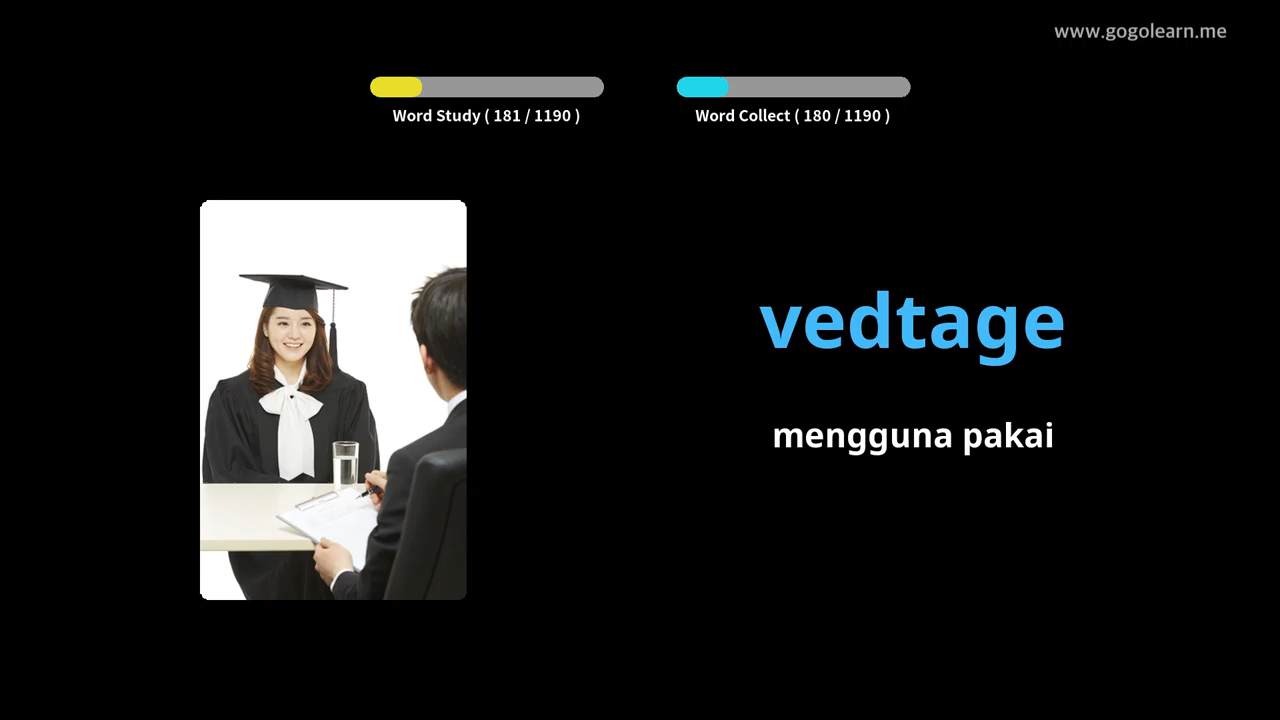 www.gogolearn.me
Word Study ( 181 / 1190 )
Word Collect ( 180 / 1190 )
vedtage
mengguna pakai